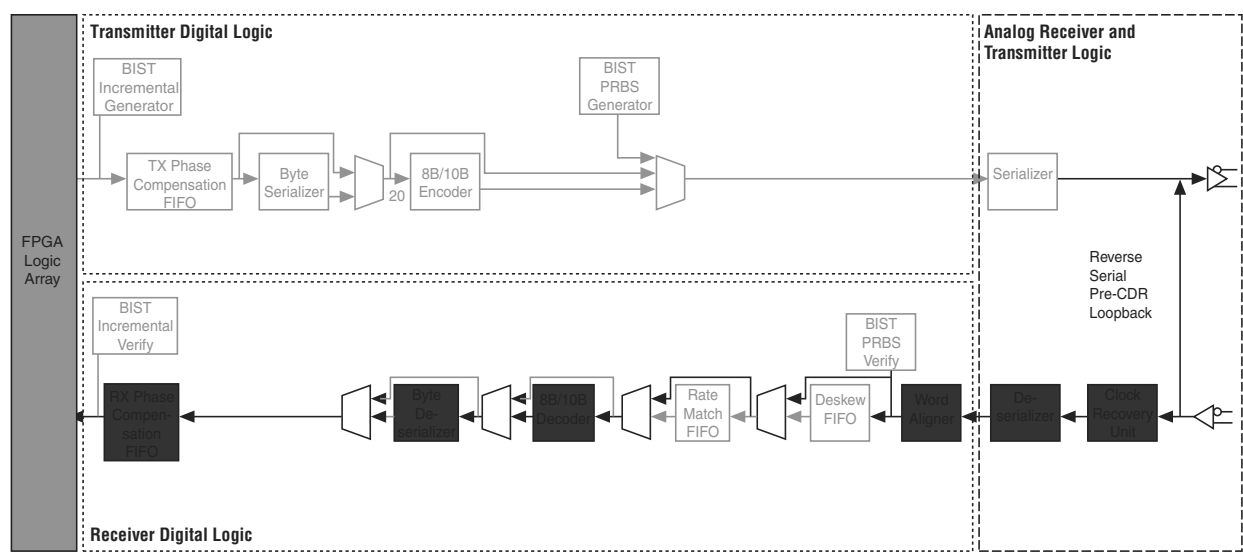 Transmitter Digital Logic
Analog Receiver and
Transmitter Logic
BIST
Incremental
Generator
BIST
PRBS
Generator
TX Phase
Compensation
FIFO
Byte
Serializer
20
8B/10B
Encoder
Serializer
FPGA
Logic
Array
Reverse
Serial
Pre-CDR
Loopback
BIST
Incremental
Verify
BIST
PRBS
Verify
RX Phase
Compen-
sation
FIFO
Byte
De-
serializer
8B/10B
Decoder
Rate
Match
FIFO
Deskew
FIFO
Word
Aligner
De-
serializer
Clock
Recovery
Unit
Receiver Digital Logic